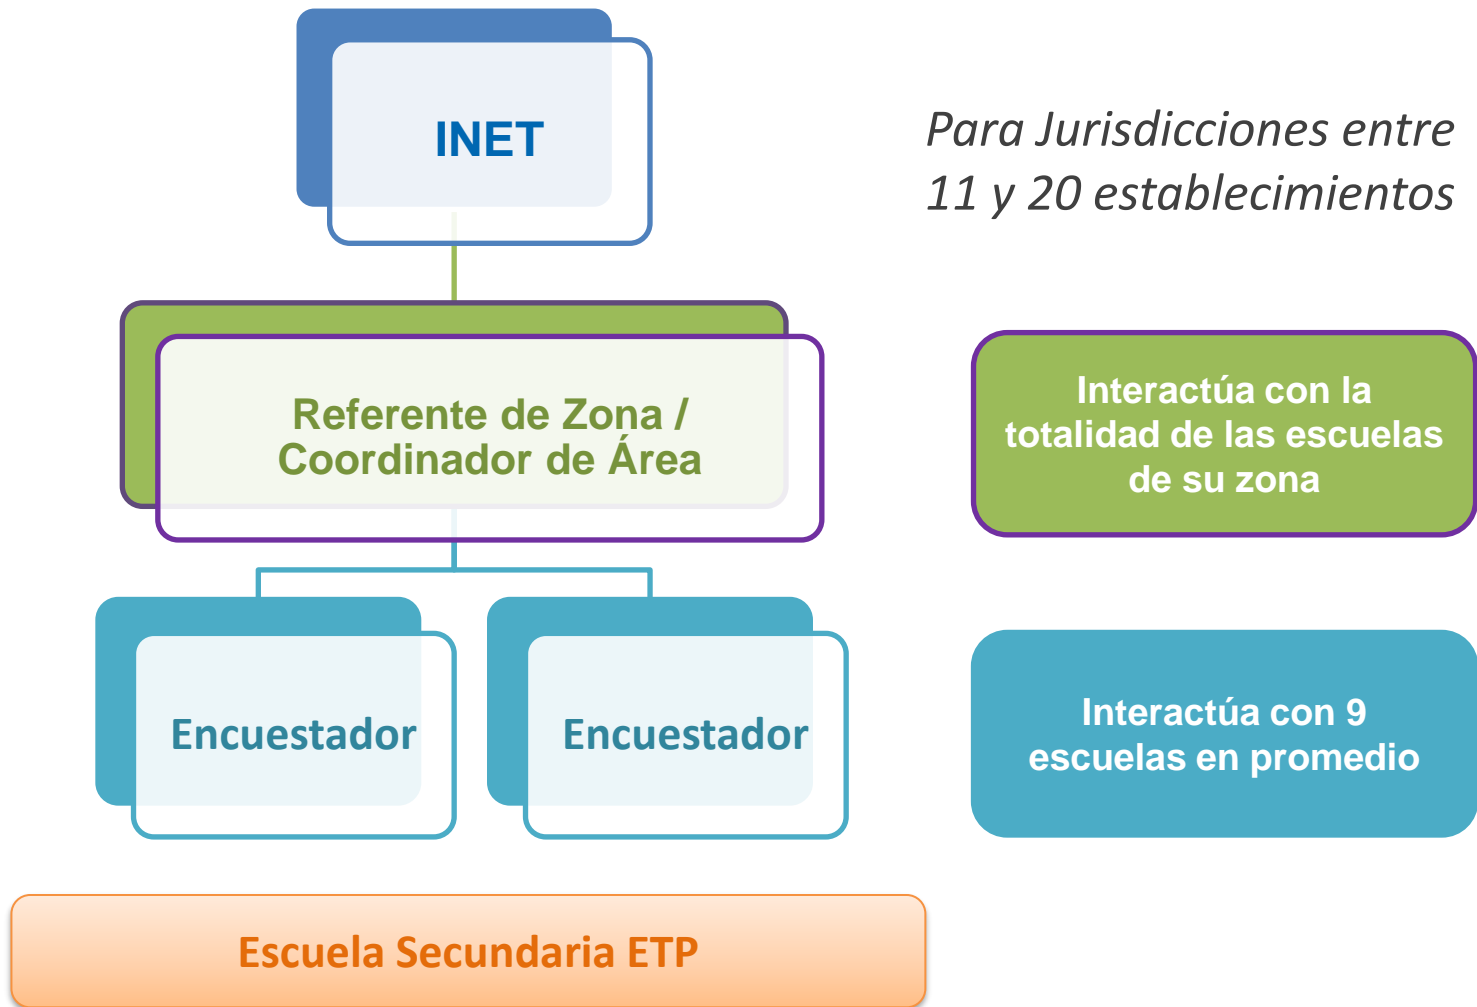 INET
Para Jurisdicciones entre
11 y 20 establecimientos
Referente de Zona /
Coordinador de Área
Interactúa con la
totalidad de las escuelas
de su zona
Encuestador
Encuestador
Interactúa con 9
escuelas en promedio
Escuela Secundaria ETP